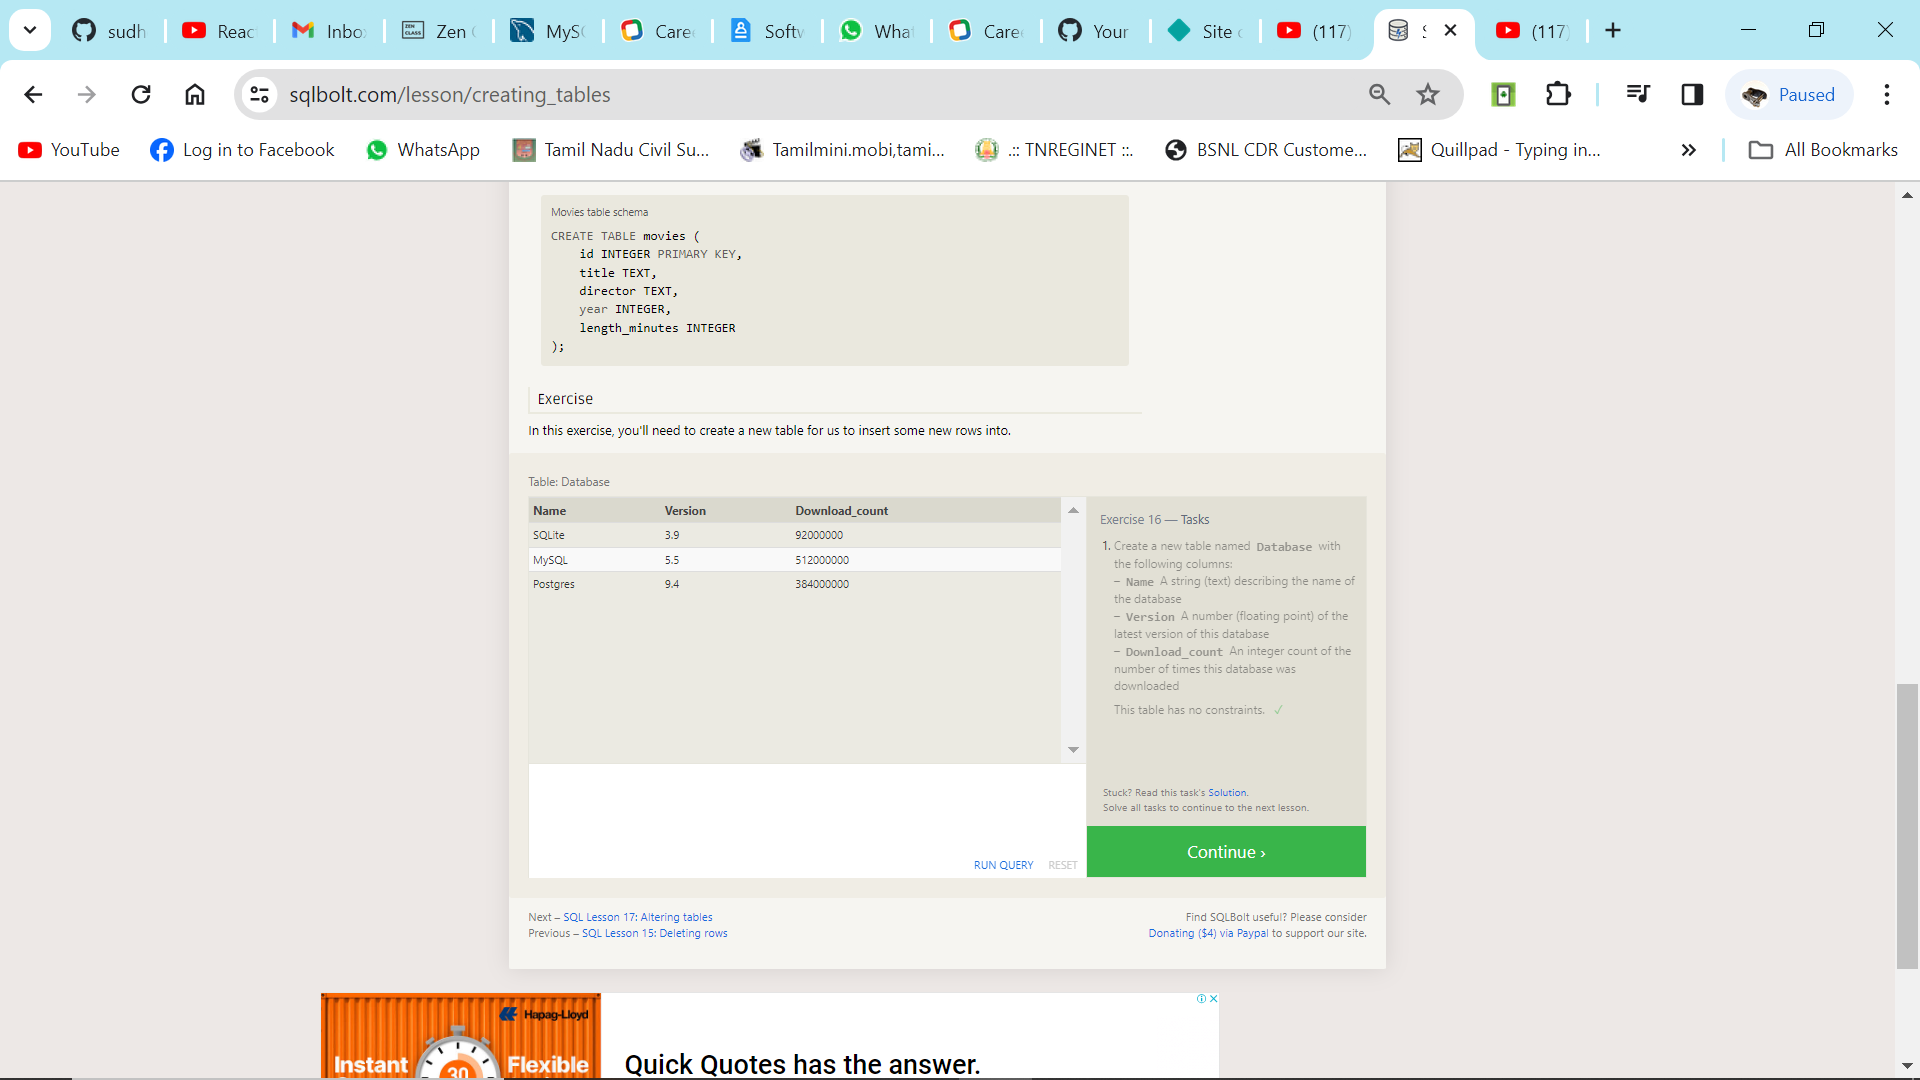 sudh
Reac
Inbo
Zen
MySC
Care
Softw
What
Care
Your
Site
(117)
(117)
sqlbolt.com/lesson/creating_tables
Paused
YouTube
Log in to Facebook
WhatsApp
Tamil Nadu Civil Su...
Tamilmini.mobi,tami...
.:: TNREGINET ::.
BSNL CDR Custome...
Quillpad - Typing in...
All Bookmarks
Movies table schema
CREATE TABLE movies (
id INTEGER PRIMARY KEY,
title TEXT,
director TEXT,
year INTEGER,
length_minutes INTEGER
);
Exercise
In this exercise, you'll need to create a new table for us to insert some new rows into.
Table: Database
Name Version Download_count
SQLite 3.9 92000000
MySQL 5.5 512000000
Postgres 9.4 384000000
RUN QUERY RESET
Exercise 16 — Tasks
1. Create a new table named Database with
the following columns:
– Name A string (text) describing the name of
the database
– Version A number (floating point) of the
latest version of this database
– Download_count An integer count of the
number of times this database was
downloaded
This table has no constraints. ✓
Stuck? Read this task's Solution.
Solve all tasks to continue to the next lesson.
Continue ›
Next – SQL Lesson 17: Altering tables
Previous – SQL Lesson 15: Deleting rows
Find SQLBolt useful? Please consider
Donating ($4) via Paypal to support our site.
Hapag-Lloyd
Instant
30
Flexible
Quick Quotes has the answer.